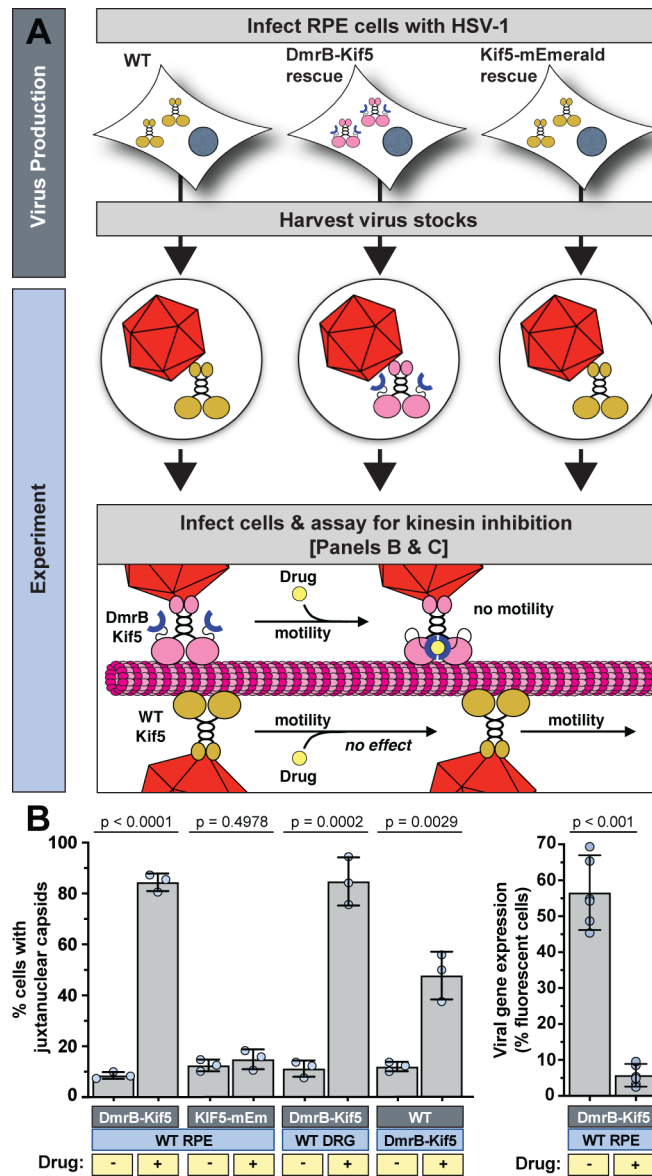 A
Virus Production
Infect RPE cells with HSV-1
WT
DmrB-Kif5
rescue
Kif5-mEmerald
rescue
Harvest virus stocks
Experiment
Infect cells & assay for kinesin inhibition
[Panels B & C]
DmrB
Kif5
Drug
motility
no motility
WT
Kif5
motility
no effect
Drug
motility
B
p < 0.0001
p = 0.4978
p = 0.0002
p = 0.0029
% cells with
juxtanuclear capsids
100
80
60
40
20
0
DmrB-Kif5
KIF5-mEm
DmrB-Kif5
WT
WT RPE
WT DRG
DmrB-Kif5
Drug:
-
+
-
+
-
+
-
+
p < 0.001
Viral gene expression
(% fluorescent cells)
70
60
50
40
30
20
10
0
DmrB-Kif5
WT RPE
Drug:
-
+